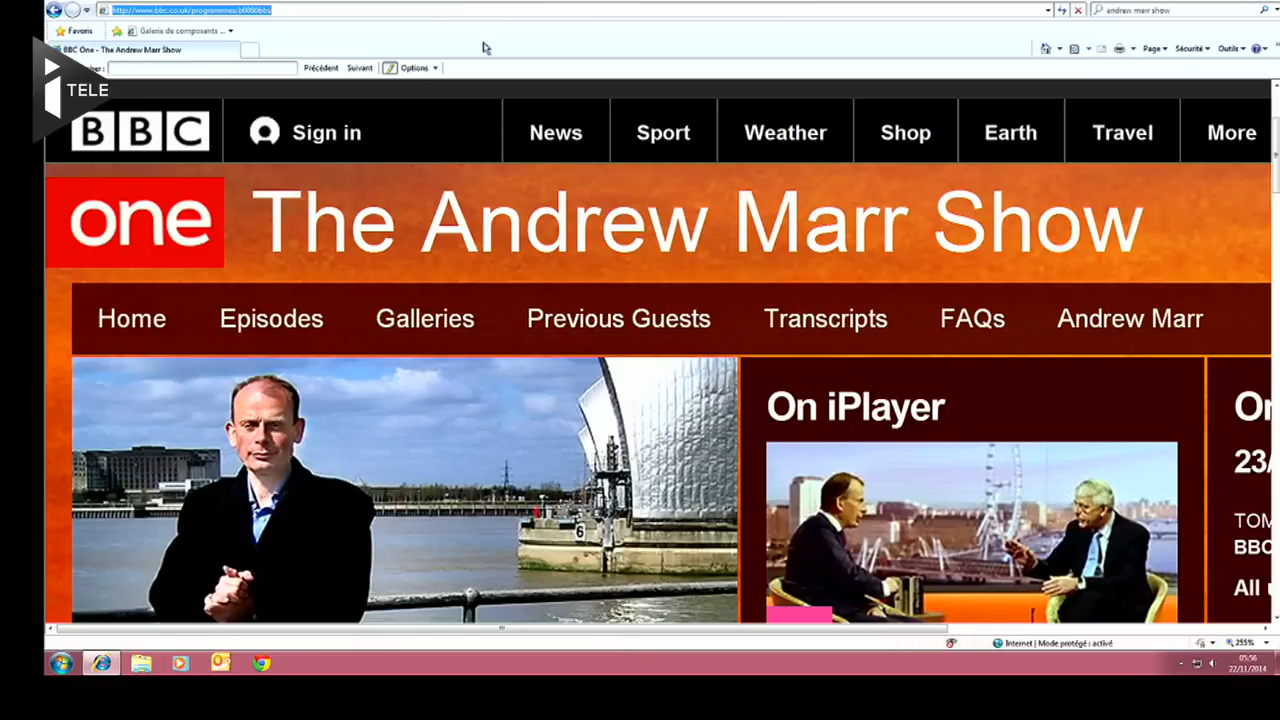 http://www.bbc.co.uk/programmes/b0080bbs
andrew marr show
Favoris
Galerie de composants ...
BBC One - The Andrew Marr Show
Page
Sécurité
Outils
Précédent
Suivant
Options
i TELE
BBC
Sign in
News
Sport
Weather
Shop
Earth
Travel
More
one
The Andrew Marr Show
Home
Episodes
Galleries
Previous Guests
Transcripts
FAQs
Andrew Marr
On iPlayer
On
23/
TOM
BBC
All u
6
Internet | Mode protégé : activé
255%
05:56
22/11/2014